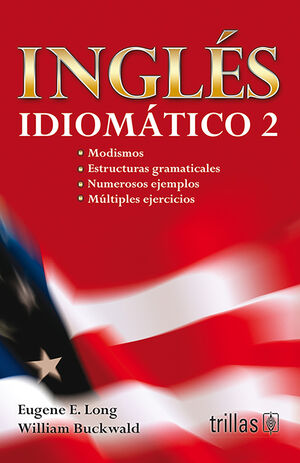 INGLÉS
IDIOMÁTICO 2
Modismos
Estructuras gramaticales
Numerosos ejemplos
Múltiples ejercicios
Eugene E. Long
William Buckwald
trillas